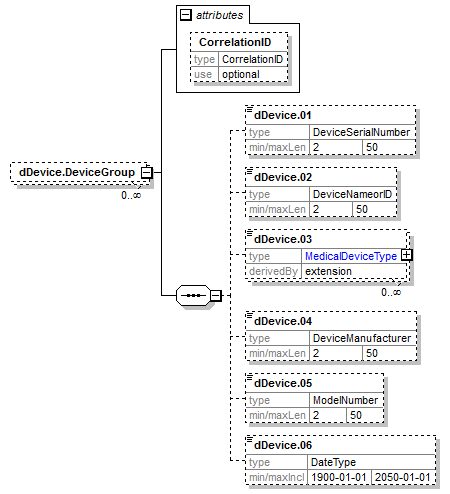 attributes
CorrelationID
type CorrelationID
use optional
dDevice.DeviceGroup
0..∞
dDevice.01
type DeviceSerialNumber
min/maxLen 2 50
dDevice.02
type DeviceNameorID
min/maxLen 2 50
dDevice.03
type MedicalDeviceType
derivedBy extension
0..∞
dDevice.04
type DeviceManufacturer
min/maxLen 2 50
dDevice.05
type ModelNumber
min/maxLen 2 50
dDevice.06
type DateType
min/maxIncl 1900-01-01 2050-01-01